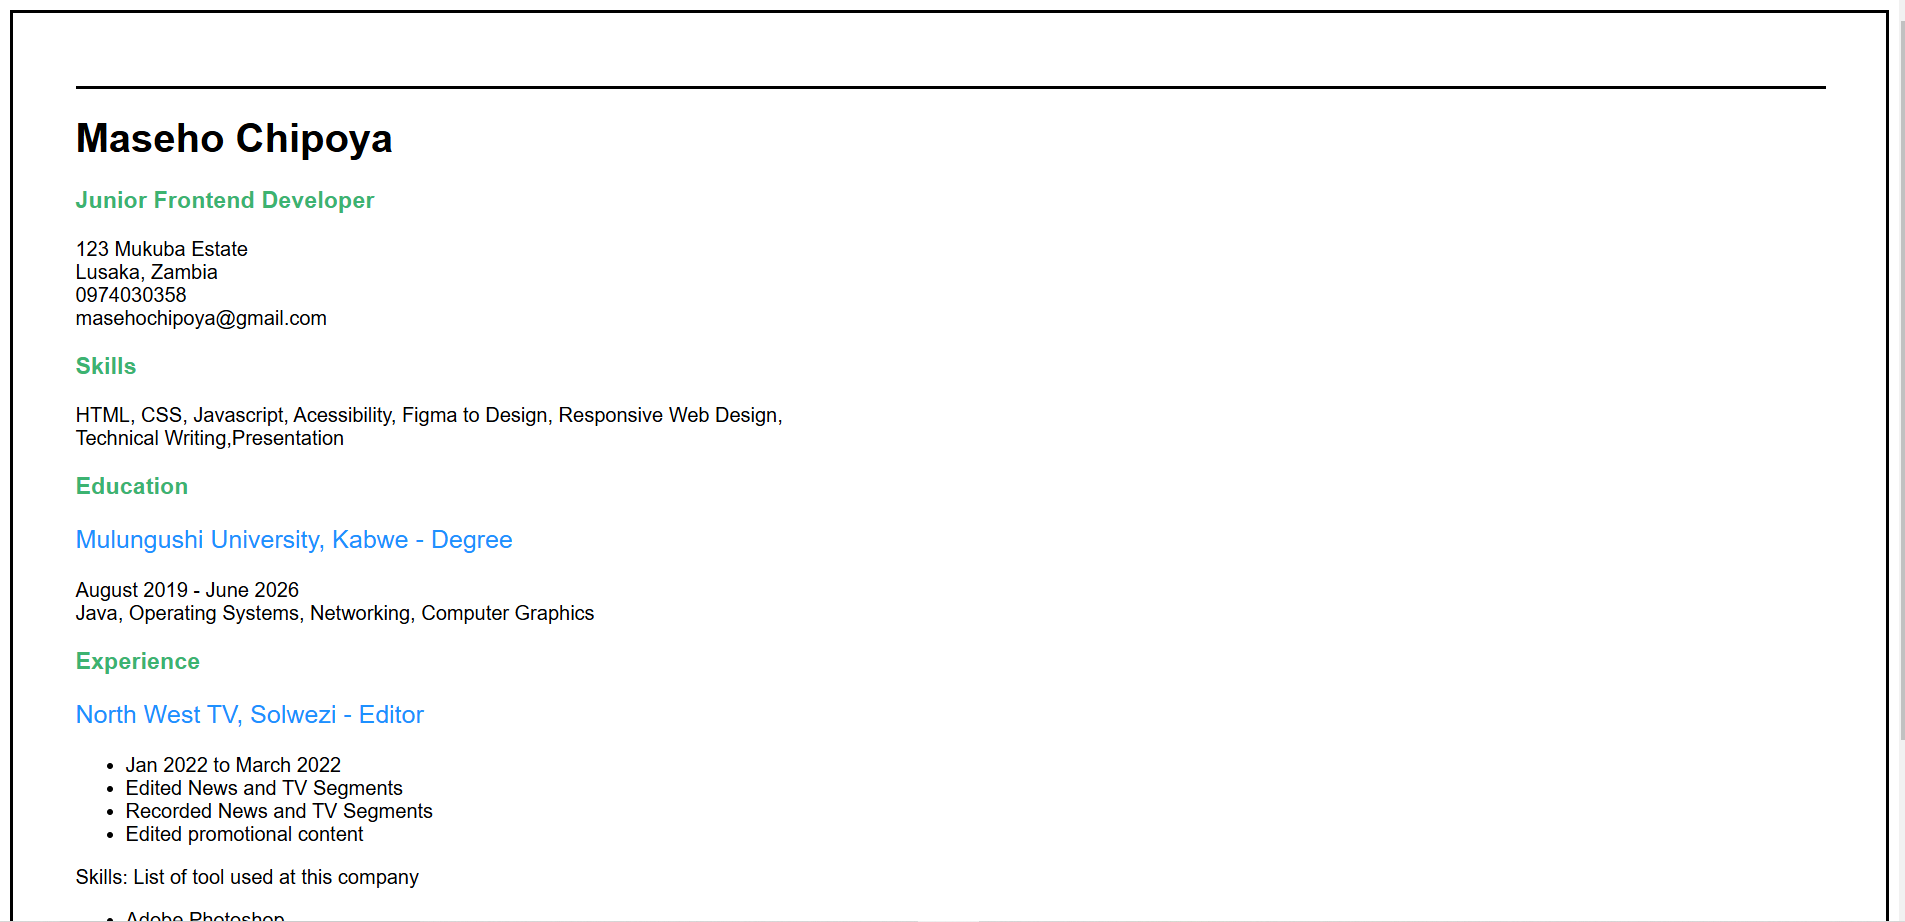 Maseho Chipoya
Junior Frontend Developer
123 Mukuba Estate
Lusaka, Zambia
0974030358
masehochipoya@gmail.com
Skills
HTML, CSS, Javascript, Acessibility, Figma to Design, Responsive Web Design,
Technical Writing,Presentation
Education
Mulungushi University, Kabwe - Degree
August 2019 - June 2026
Java, Operating Systems, Networking, Computer Graphics
Experience
North West TV, Solwezi - Editor
• Jan 2022 to March 2022
• Edited News and TV Segments
• Recorded News and TV Segments
• Edited promotional content
Skills: List of tool used at this company
• Adobe Photoshop